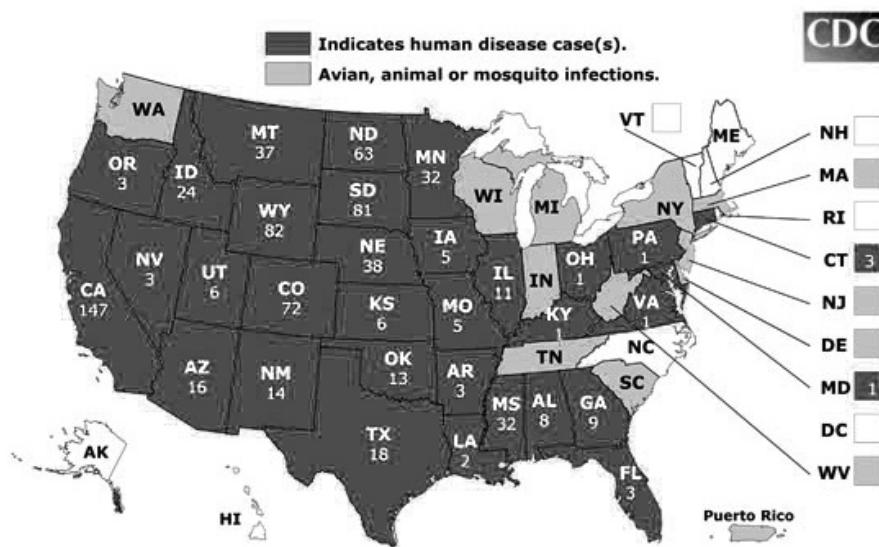 Indicates human disease case(s).
CDC
Avian, animal or mosquito infections.
WA
MT
37
ND
63
MN
32
VT
ME
NH
OR
3
ID
24
WY
82
SD
81
WI
MI
NY
MA
RI
NV
3
UT
6
CO
72
NE
38
IA
5
IL
11
IN
OH
1
PA
1
CT 3
CA
147
KS
6
MO
5
KY
1
VA
1
NJ
AZ
16
NM
14
OK
13
AR
3
TN
NC
DE
SC
MD 1
TX
18
LA
2
MS
32
AL
8
GA
9
DC
AK
FL
3
WV
HI
Puerto Rico